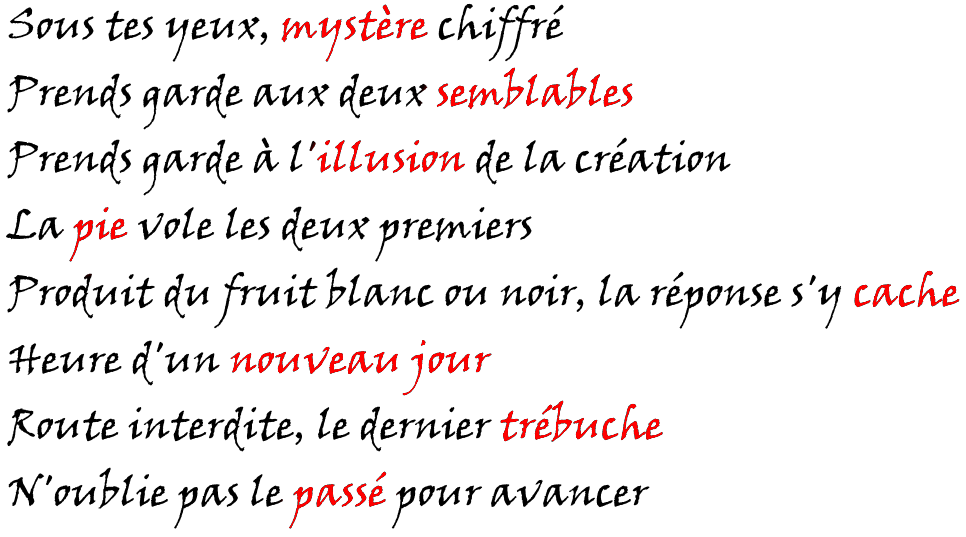 Sous tes yeux, mystère chiffré
Prends garde aux deux semblables
Prends garde à l'illusion de la création
La pie vole les deux premiers
Produit du fruit blanc ou noir, la réponse s'y cache
Heure d'un nouveau jour
Route interdite, le dernier trébuche
N'oublie pas le passé pour avancer